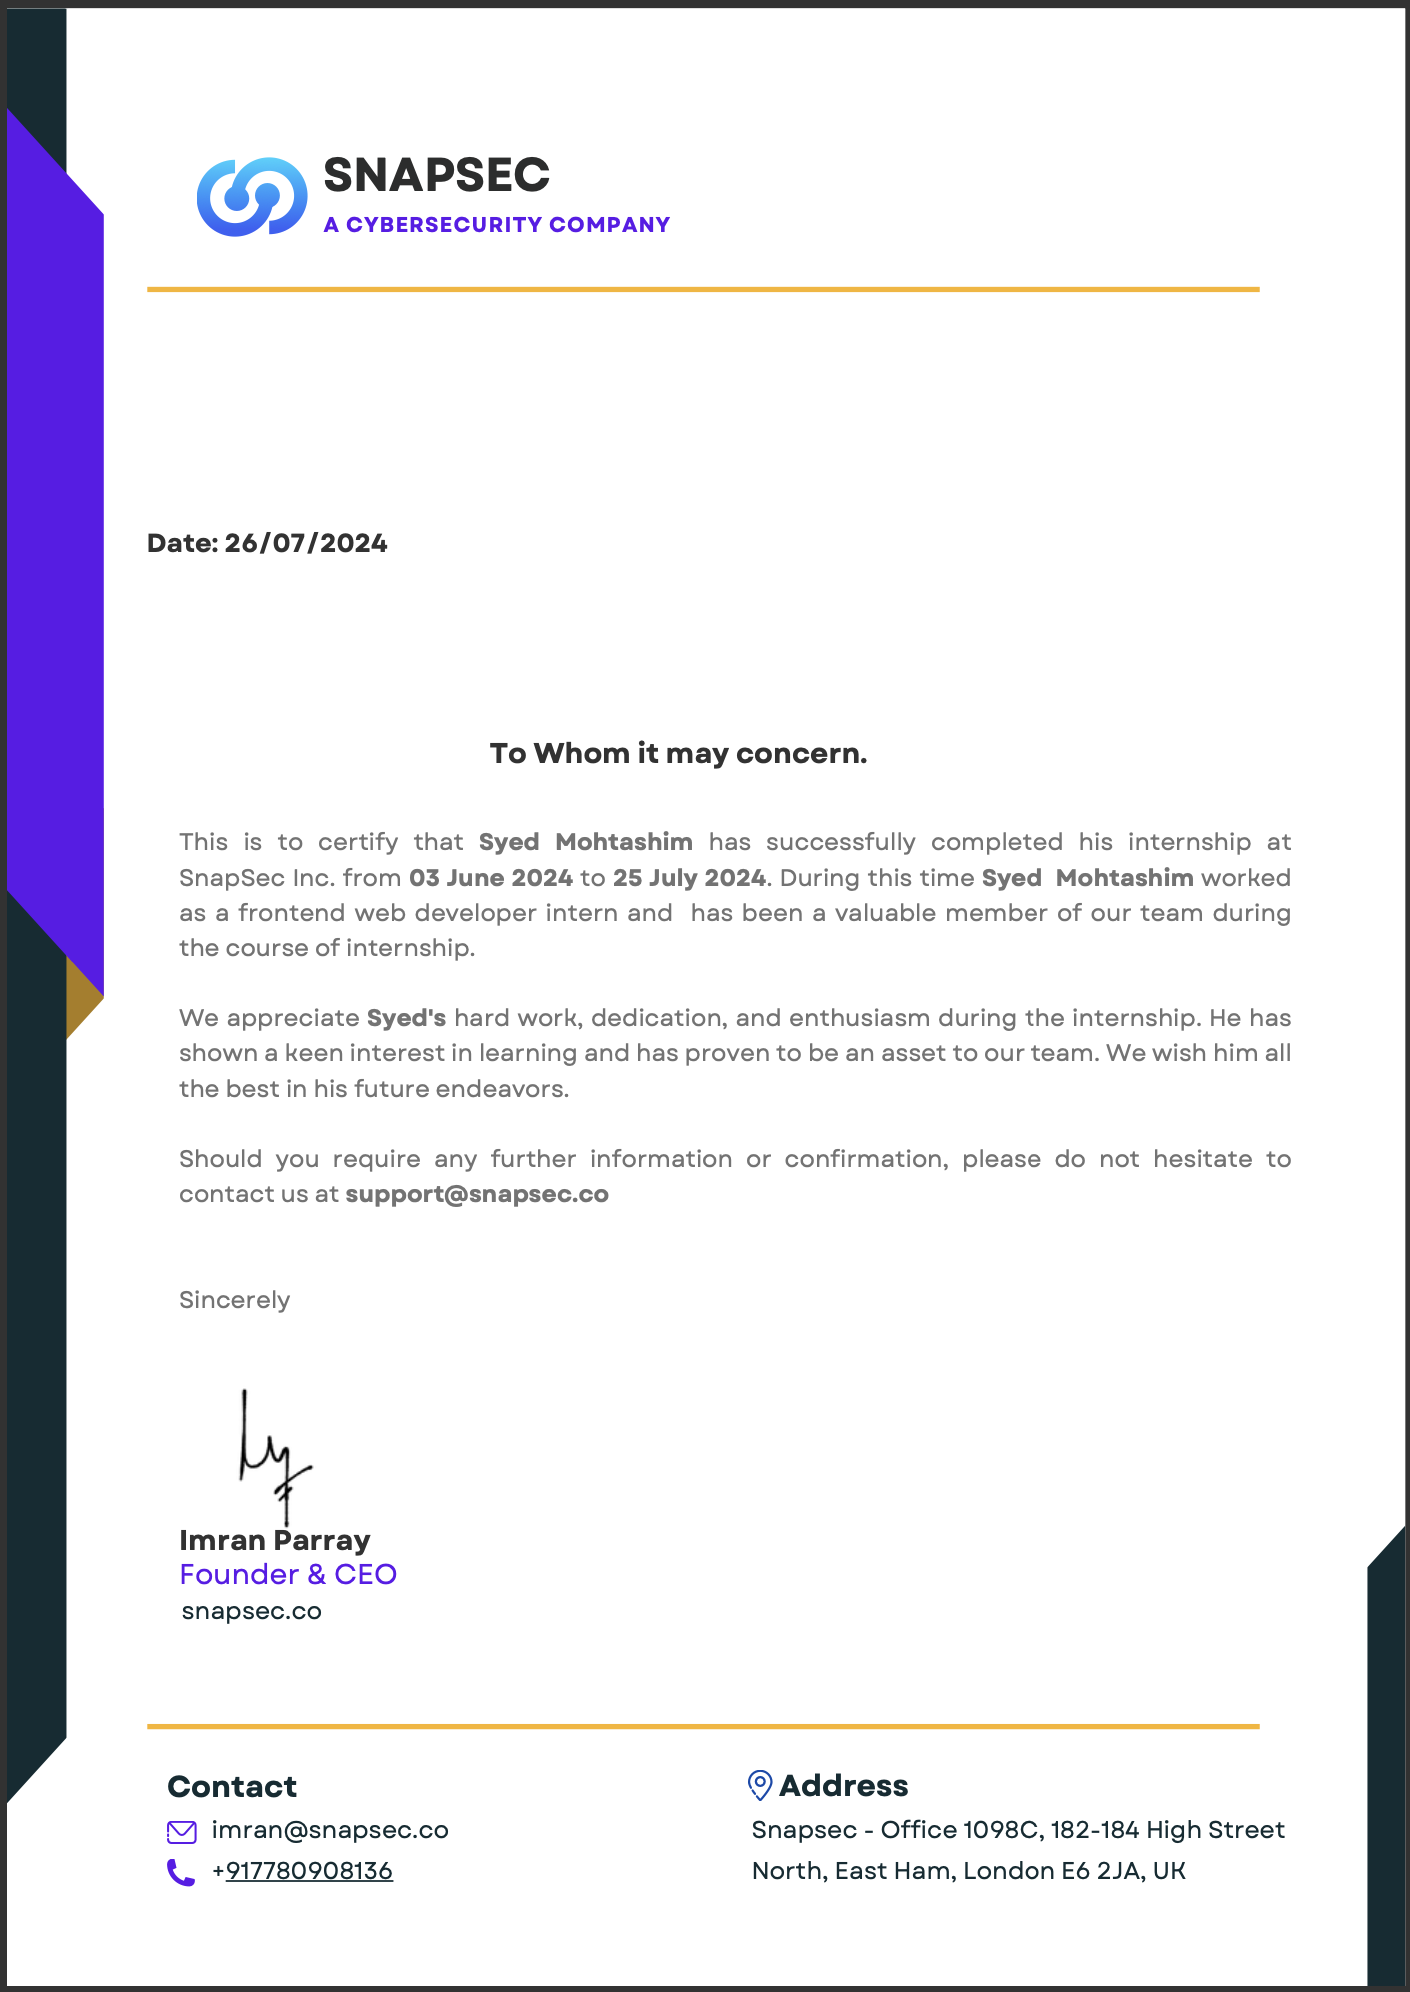 SNAPSEC
A CYBERSECURITY COMPANY
Date: 26/07/2024
To Whom it may concern.
This is to certify that Syed Mohtashim has successfully completed his internship at
SnapSec Inc. from 03 June 2024 to 25 July 2024. During this time Syed Mohtashim worked
as a frontend web developer intern and has been a valuable member of our team during
the course of internship.
We appreciate Syed's hard work, dedication, and enthusiasm during the internship. He has
shown a keen interest in learning and has proven to be an asset to our team. We wish him all
the best in his future endeavors.
Should you require any further information or confirmation, please do not hesitate to
contact us at support@snapsec.co
Sincerely
Imran Parray
Founder & CEO
snapsec.co
Contact
imran@snapsec.co
+917780908136
Address
Snapsec - Office 1098C, 182-184 High Street
North, East Ham, London E6 2JA, UK